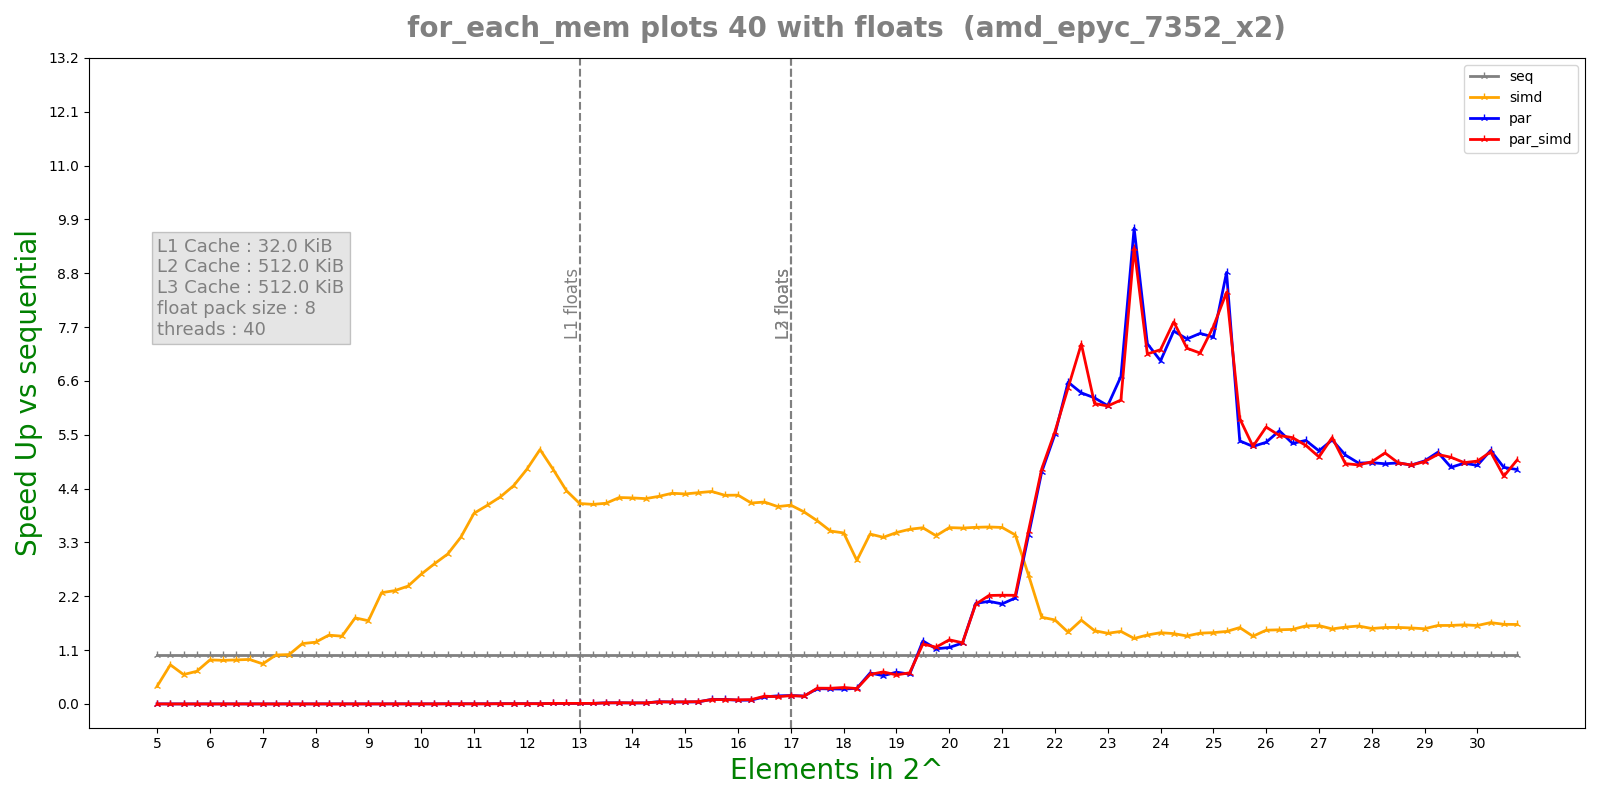 for_each_mem plots 40 with floats (amd_epyc_7352_x2)
13.2
12.1
11.0
9.9
8.8
7.7
6.6
5.5
4.4
3.3
2.2
1.1
0.0
Speed Up vs sequential
seq
simd
par
par_simd
L1 Cache : 32.0 KiB
L2 Cache : 512.0 KiB
L3 Cache : 512.0 KiB
float pack size : 8
threads : 40
L1 floats
floats
5 6 7 8 9 10 11 12 13 14 15 16 17 18 19 20 21 22 23 24 25 26 27 28 29 30
Elements in 2^